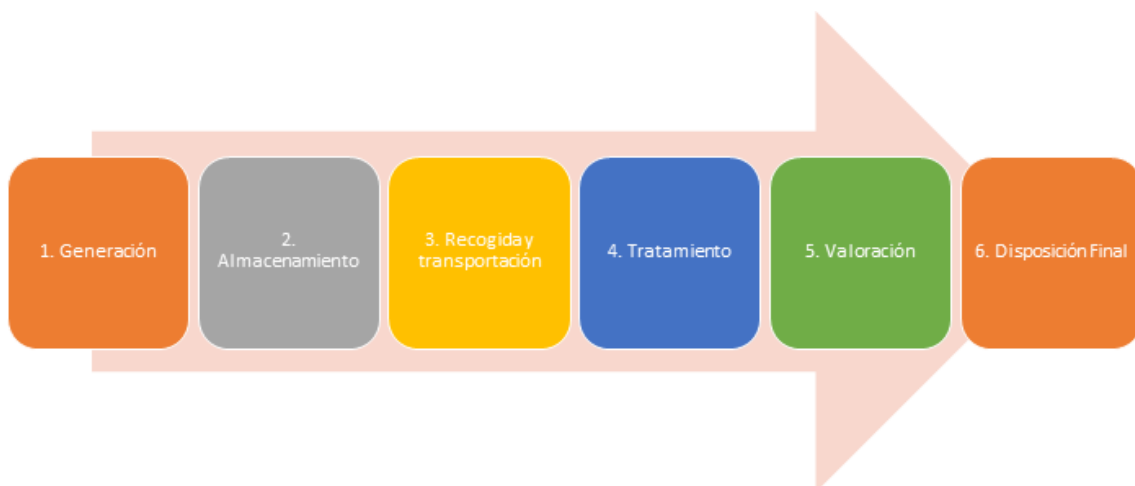 1. Generación
2.
Almacenamiento
3. Recogida y
transportación
4. Tratamiento
5. Valoración
6. Disposición Final